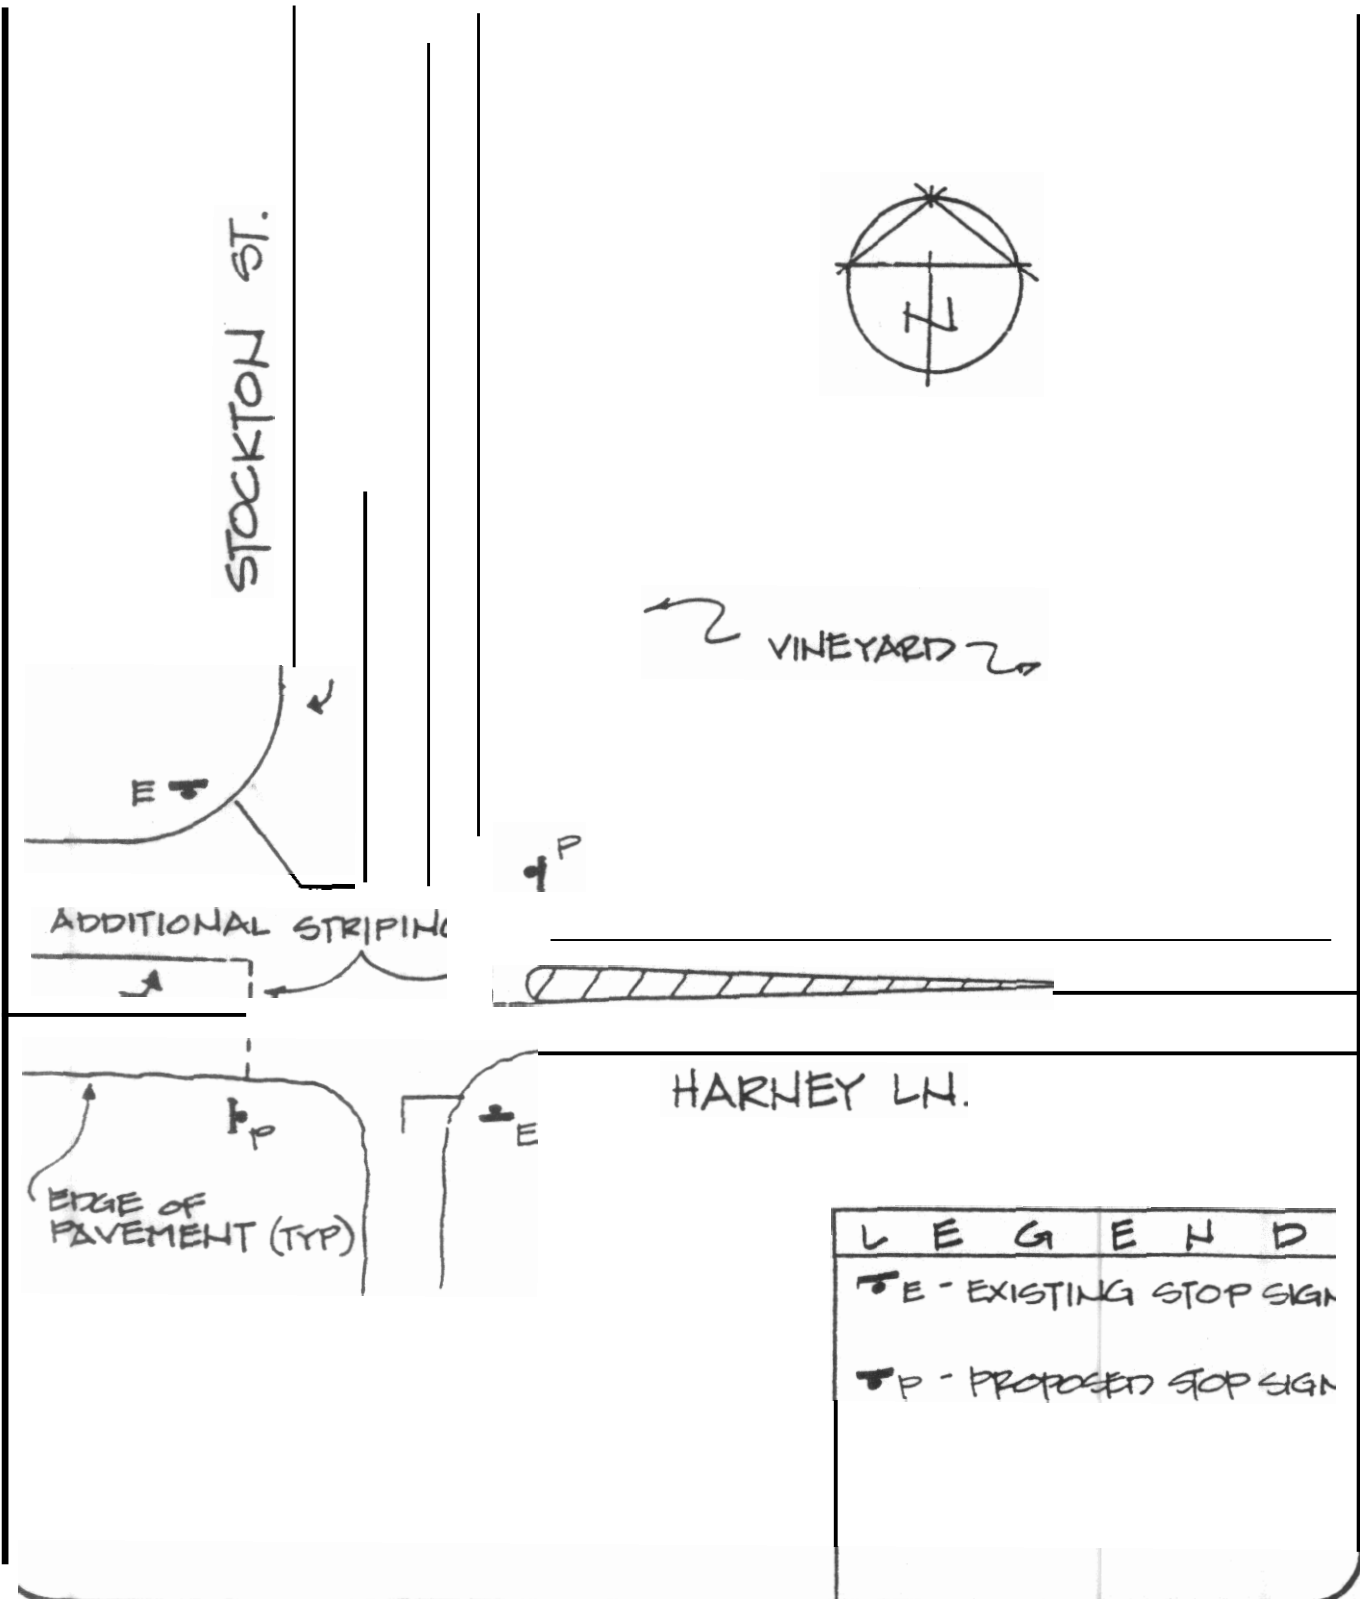 STOCKTON ST.
N
VINEYARD
E
P
ADDITIONAL STRIPING
HARNEY LN.
P
E
EDGE OF
PAVEMENT (TYP)
LEGEND
E - EXISTING STOP SIGN
P - PROPOSED STOP SIGN